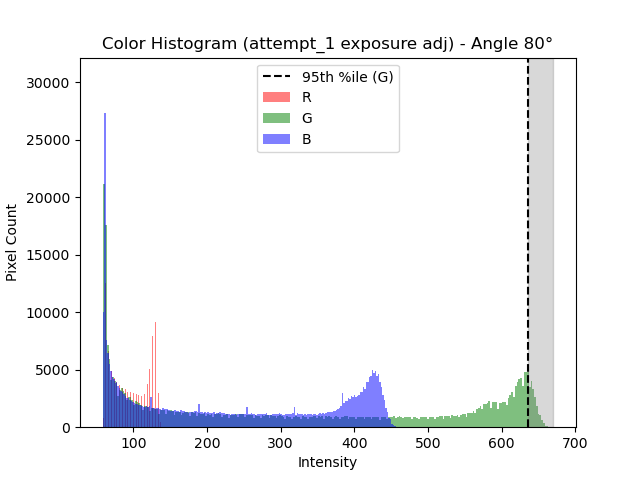 Color Histogram (attempt_1 exposure adj) - Angle 80°
30000
25000
20000
15000
10000
5000
0
Pixel Count
95th %ile (G)
R
G
B
100 200 300 400 500 600 700
Intensity